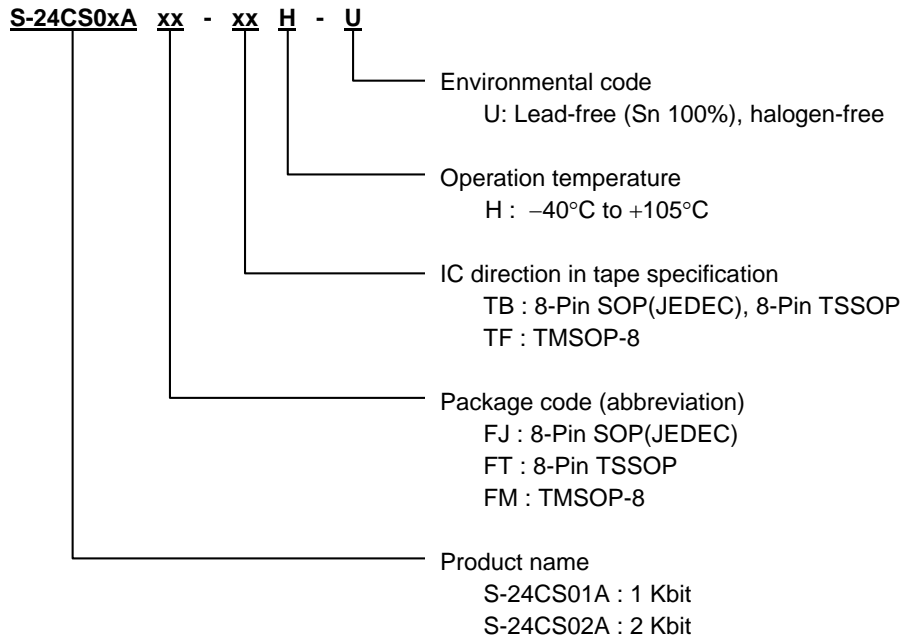 S-24CS0xA xx - xx H - U
Environmental code
U: Lead-free (Sn 100%), halogen-free
Operation temperature
H : −40°C to +105°C
IC direction in tape specification
TB : 8-Pin SOP(JEDEC), 8-Pin TSSOP
TF : TMSOP-8
Package code (abbreviation)
FJ : 8-Pin SOP(JEDEC)
FT : 8-Pin TSSOP
FM : TMSOP-8
Product name
S-24CS01A : 1 Kbit
S-24CS02A : 2 Kbit